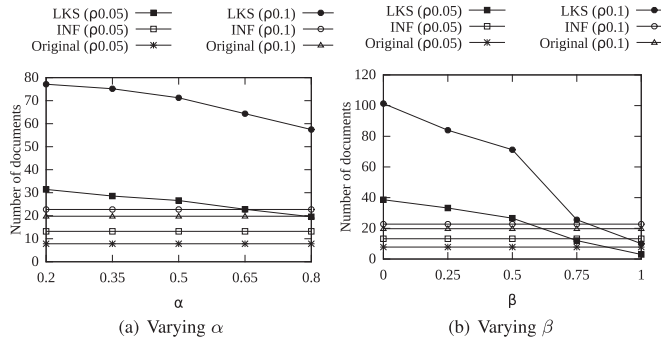 LKS (ρ0.05) LKS (ρ0.1)
INF (ρ0.05) INF (ρ0.1)
Original (ρ0.05) Original (ρ0.1)
Number of documents
80
70
60
50
40
30
20
10
0
0.2 0.35 0.5 0.65 0.8
α
(a) Varying α
LKS (ρ0.05) LKS (ρ0.1)
INF (ρ0.05) INF (ρ0.1)
Original (ρ0.05) Original (ρ0.1)
Number of documents
120
100
80
60
40
20
0
0 0.25 0.5 0.75 1
β
(b) Varying β